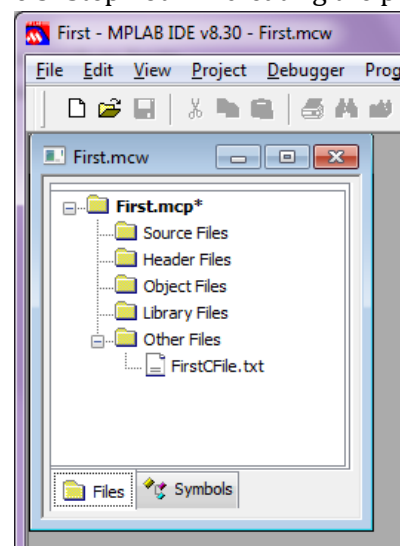 First - MPLAB IDE v8.30 - First.mcw
File Edit View Project Debugger
First.mcw
First.mcp*
Source Files
Header Files
Object Files
Library Files
Other Files
FirstCFile.txt
Files Symbols